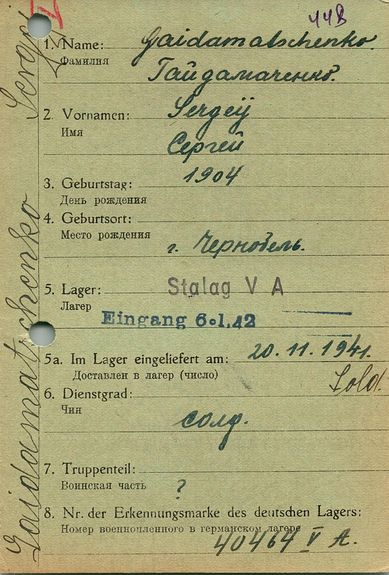 448
1. Name: Gaidamatschenko.
Фамилия Гайдамаченко.
2. Vornamen: Sergeij
Имя Сергей
3. Geburtstag: 1904
День рождения
4. Geburtsort:
Место рождения
г. Чернобель.
5. Lager: Stalag V A
Лагер
Eingang 6.1.42
5a. Im Lager eingeliefert am: 20.11.1941.
Доставлен в лагер (число)
6. Dienstgrad: Sold.
Чин
солд.
7. Truppenteil:
Воинская часть ?
8. Nr. der Erkennungsmarke des deutschen Lagers:
Номер военнопленного в германском лагере
40464 V A.
Gaidamatschenko Sergej